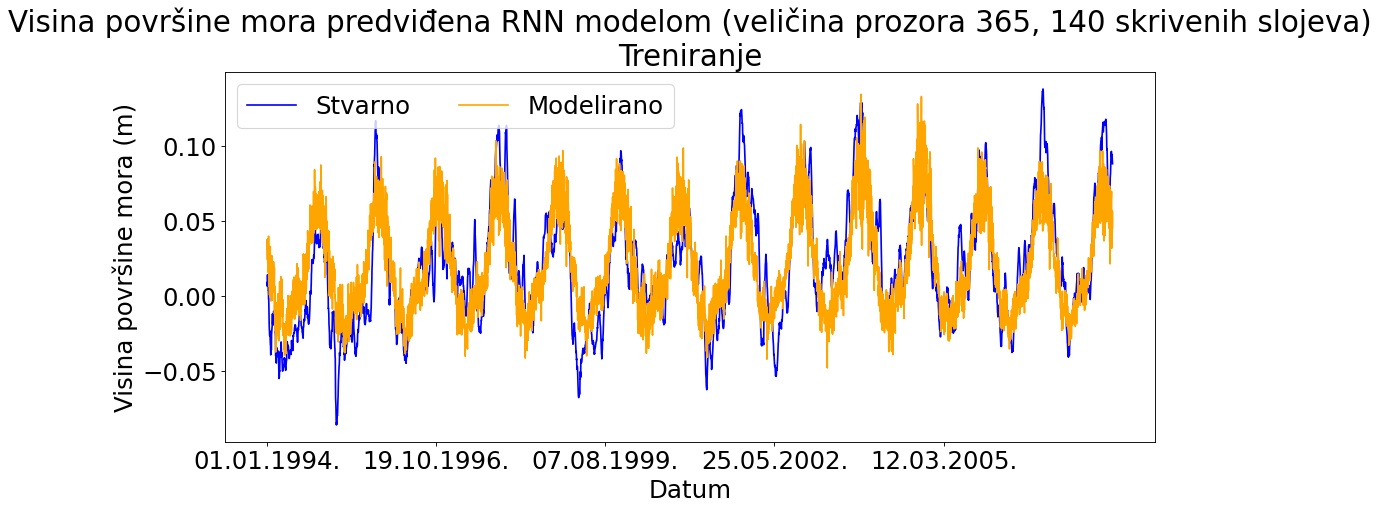 Visina površine mora predviđena RNN modelom (veličina prozora 365, 140 skrivenih slojeva)
Treniranje
Stvarno
Modelirano
Visina površine mora (m)
0.10
0.05
0.00
−0.05
01.01.1994.
19.10.1996.
07.08.1999.
25.05.2002.
12.03.2005.
Datum